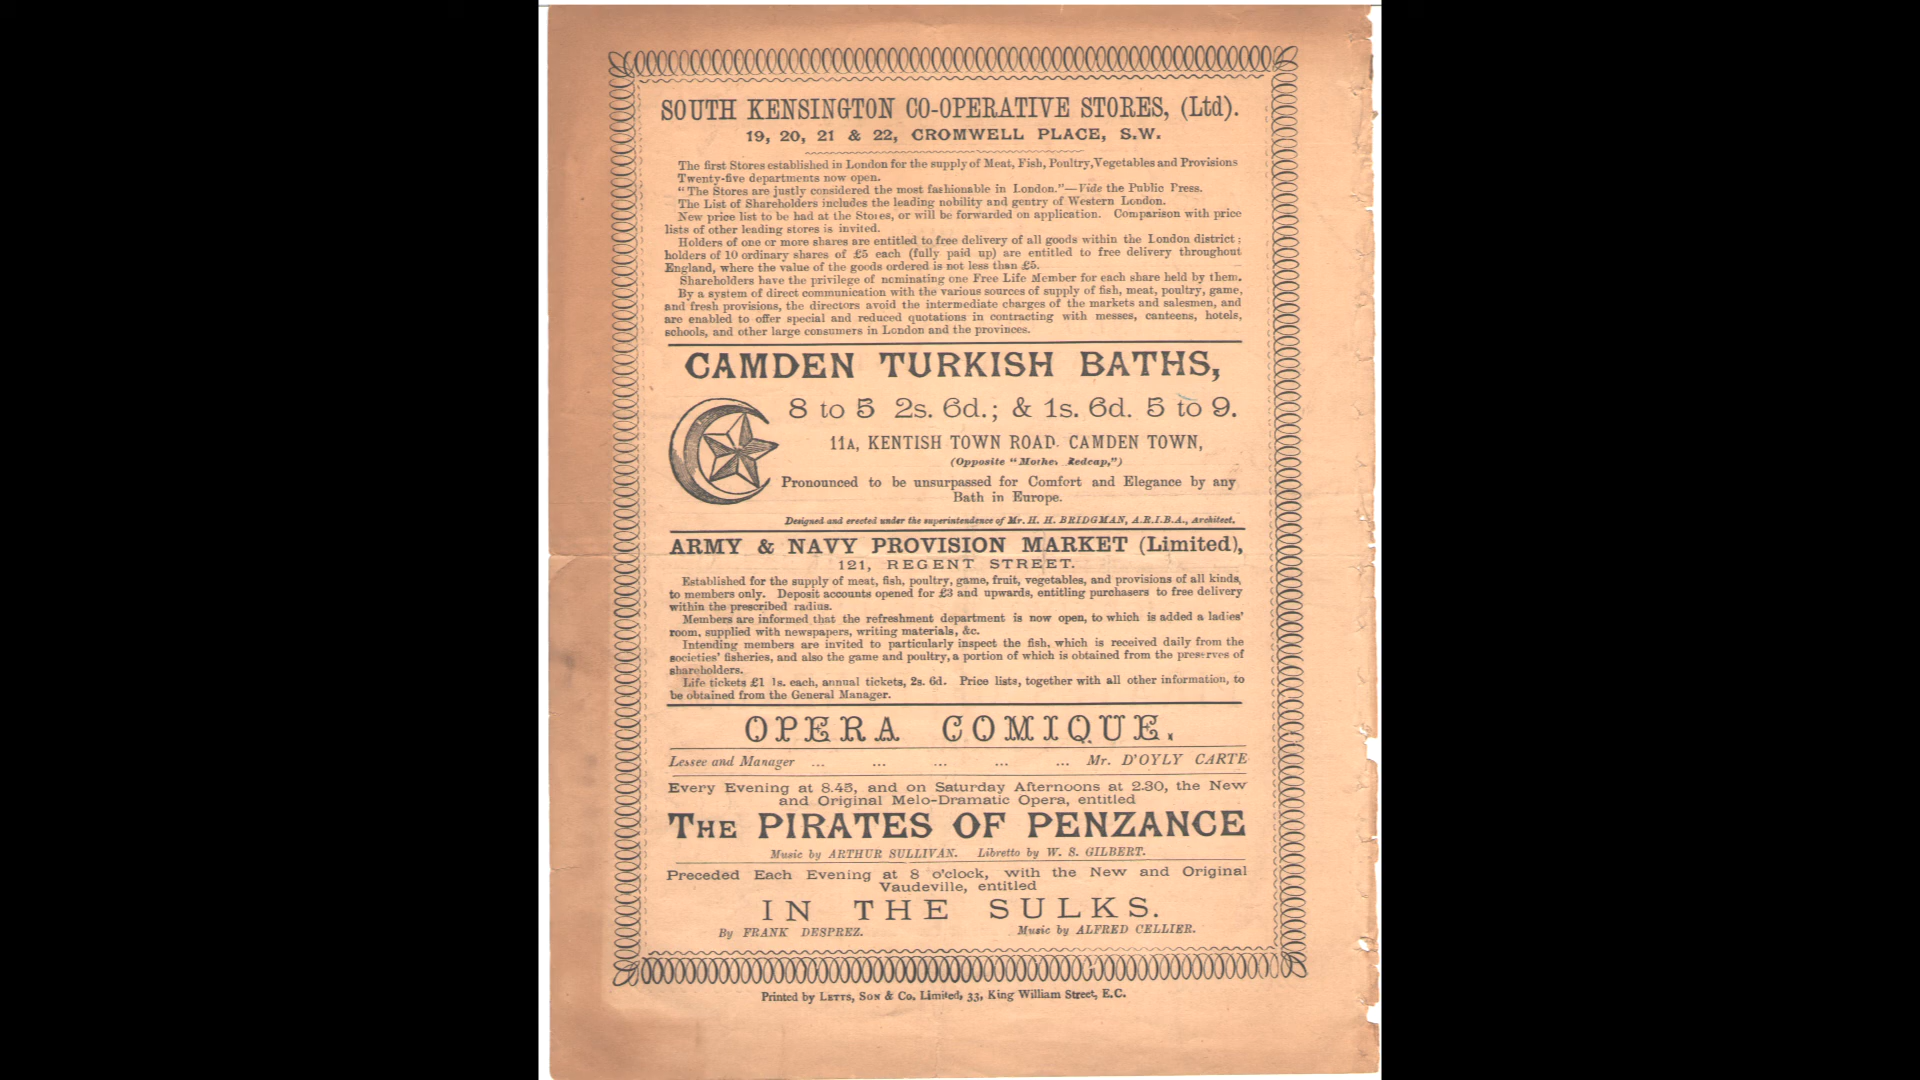 SOUTH KENSINGTON CO-OPERATIVE STORES, (Ltd).
19, 20, 21 & 22, CROMWELL PLACE, S.W.
The first Stores established in London for the supply of Meat, Fish, Poultry, Vegetables and Provisions
Twenty-five departments now open.
"The Stores are justly considered the most fashionable in London."—Vide the Public Press.
The List of Shareholders includes the leading nobility and gentry of Western London.
New price list to be had at the Stores, or will be forwarded on application. Comparison with price
lists of other leading stores is invited.
Holders of one or more shares are entitled to free delivery of all goods within the London district;
holders of 10 ordinary shares of £5 each (fully paid up) are entitled to free delivery throughout
England, where the value of the goods ordered is not less than £5.
Shareholders have the privilege of nominating one Free Life Member for each share held by them.
By a system of direct communication with the various sources of supply of fish, meat, poultry, game,
and fresh provisions, the directors avoid the intermediate charges of the markets and salesmen, and
are enabled to offer special and reduced quotations in contracting with messes, canteens, hotels,
schools, and other large consumers in London and the provinces.
CAMDEN TURKISH BATHS,
8 to 5 2s. 6d.; & 1s. 6d. 5 to 9.
11A, KENTISH TOWN ROAD. CAMDEN TOWN,
(Opposite "Mother Redcap,")
Pronounced to be unsurpassed for Comfort and Elegance by any
Bath in Europe.
Designed and erected under the superintendence of Mr. H. H. BRIDGMAN, A.R.I.B.A., Architect.
ARMY & NAVY PROVISION MARKET (Limited),
121, REGENT STREET.
Established for the supply of meat, fish, poultry, game, fruit, vegetables, and provisions of all kinds,
to members only. Deposit accounts opened for £3 and upwards, entitling purchasers to free delivery
within the prescribed radius.
Members are informed that the refreshment department is now open, to which is added a ladies'
room, supplied with newspapers, writing materials, &c.
Intending members are invited to particularly inspect the fish, which is received daily from the
societies' fisheries, and also the game and poultry, a portion of which is obtained from the preserves of
shareholders.
Life tickets £1 1s. each, annual tickets, 2s. 6d. Price lists, together with all other information, to
be obtained from the General Manager.
OPERA COMIQUE.
Lessee and Manager ... ... ... ... ... Mr. D'OYLY CARTE
Every Evening at 8.45, and on Saturday Afternoons at 2.30, the New
and Original Melo-Dramatic Opera, entitled
THE PIRATES OF PENZANCE
Music by ARTHUR SULLIVAN. Libretto by W. S. GILBERT.
Preceded Each Evening at 8 o'clock, with the New and Original
Vaudeville, entitled
IN THE SULKS.
By FRANK DESPREZ. Music by ALFRED CELLIER.
Printed by LETTS, SON & Co. Limited, 33, King William Street, E.C.